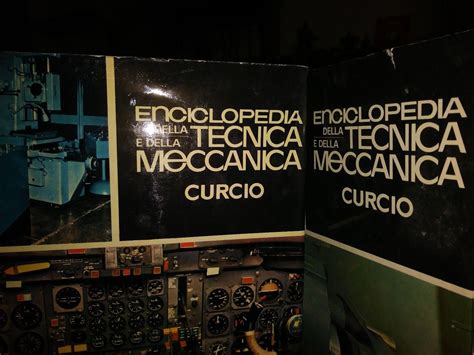 ENCICLOPEDIA
DELLA
E DELLA TECNICA
MECCANICA
CURCIO
ENCICLOPEDIA
DELLA
E DELLA TECNICA
MECCANICA
CURCIO